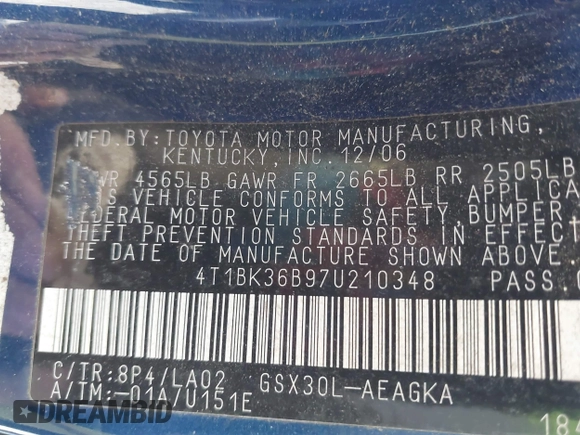 MFD.BY:TOYOTA MOTOR MANUFACTURING,
KENTUCKY,INC. 12/06
4565LB GAWR FR 2665LB RR 2505LB
VEHICLE CONFORMS TO ALL APPLICA
FEDERAL MOTOR VEHICLE SAFETY,BUMPER
THEFT PREVENTION STANDARDS IN EFFECT
THE DATE OF MANUFACTURE SHOWN ABOVE.
4T1BK36B97U210348 PASS.
C/TR:8P4/LA02 GSX30L-AEAGKA
A/TM:-01A/U151E
184
DREAMBID